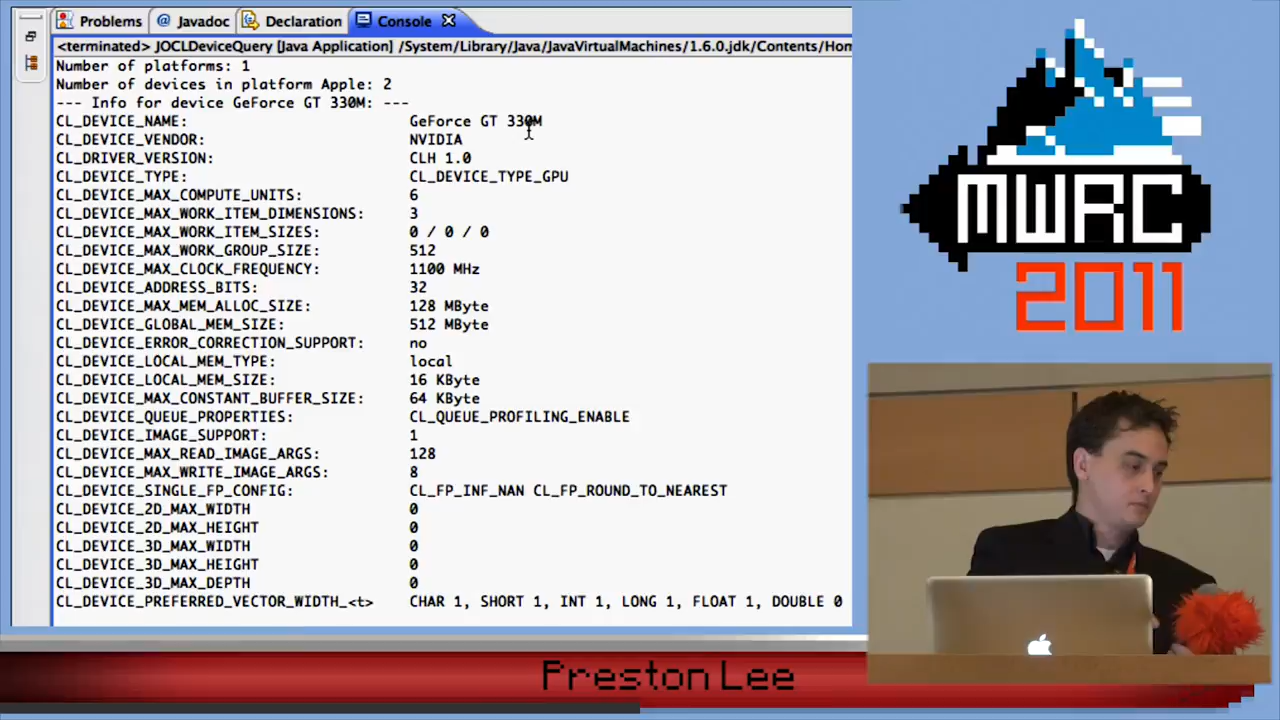 Problems @ Javadoc Declaration Console
<terminated> JOCLDeviceQuery [Java Application] /System/Library/Java/JavaVirtualMachines/1.6.0.jdk/Contents/Hom
Number of platforms: 1
Number of devices in platform Apple: 2
--- Info for device GeForce GT 330M: ---
CL_DEVICE_NAME: GeForce GT 330M
CL_DEVICE_VENDOR: NVIDIA
CL_DRIVER_VERSION: CLH 1.0
CL_DEVICE_TYPE: CL_DEVICE_TYPE_GPU
CL_DEVICE_MAX_COMPUTE_UNITS: 6
CL_DEVICE_MAX_WORK_ITEM_DIMENSIONS: 3
CL_DEVICE_MAX_WORK_ITEM_SIZES: 0 / 0 / 0
CL_DEVICE_MAX_WORK_GROUP_SIZE: 512
CL_DEVICE_MAX_CLOCK_FREQUENCY: 1100 MHz
CL_DEVICE_ADDRESS_BITS: 32
CL_DEVICE_MAX_MEM_ALLOC_SIZE: 128 MByte
CL_DEVICE_GLOBAL_MEM_SIZE: 512 MByte
CL_DEVICE_ERROR_CORRECTION_SUPPORT: no
CL_DEVICE_LOCAL_MEM_TYPE: local
CL_DEVICE_LOCAL_MEM_SIZE: 16 KByte
CL_DEVICE_MAX_CONSTANT_BUFFER_SIZE: 64 KByte
CL_DEVICE_QUEUE_PROPERTIES: CL_QUEUE_PROFILING_ENABLE
CL_DEVICE_IMAGE_SUPPORT: 1
CL_DEVICE_MAX_READ_IMAGE_ARGS: 128
CL_DEVICE_MAX_WRITE_IMAGE_ARGS: 8
CL_DEVICE_SINGLE_FP_CONFIG: CL_FP_INF_NAN CL_FP_ROUND_TO_NEAREST
CL_DEVICE_2D_MAX_WIDTH 0
CL_DEVICE_2D_MAX_HEIGHT 0
CL_DEVICE_3D_MAX_WIDTH 0
CL_DEVICE_3D_MAX_HEIGHT 0
CL_DEVICE_3D_MAX_DEPTH 0
CL_DEVICE_PREFERRED_VECTOR_WIDTH_<t> CHAR 1, SHORT 1, INT 1, LONG 1, FLOAT 1, DOUBLE 0
MWRC
2011
Preston Lee